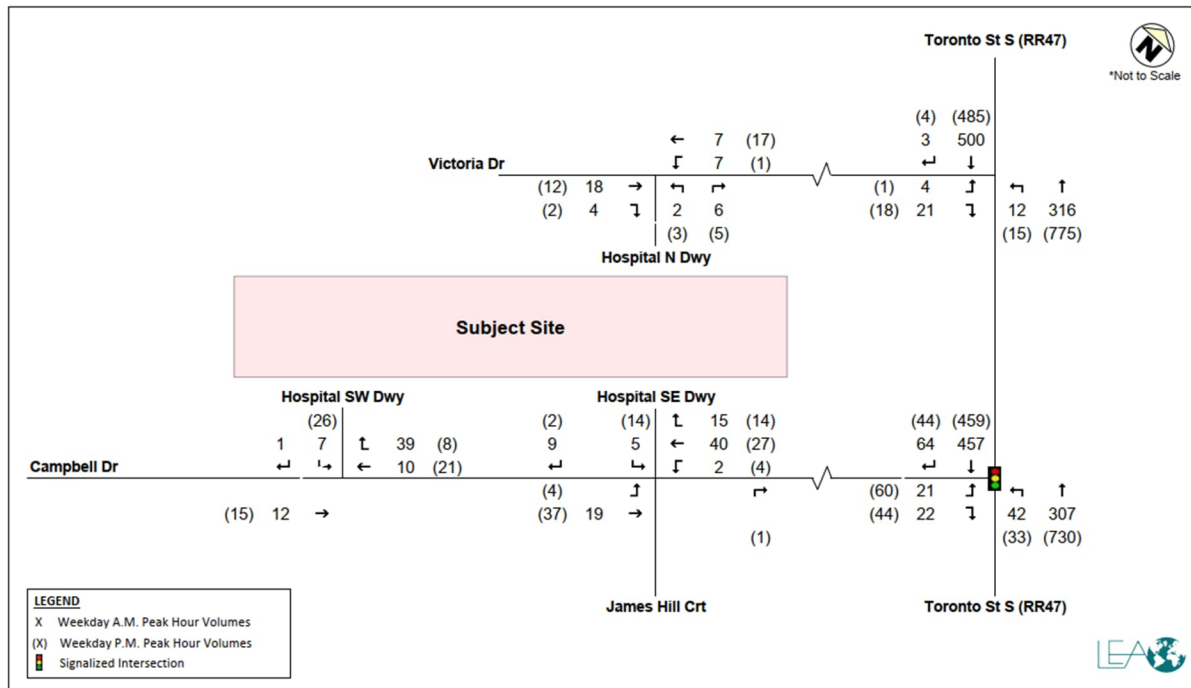 Toronto St S (RR47)
N
*Not to Scale
(4) (485)
← 7 (17) 3 500
↰ 7 (1) ↵ ↓
Victoria Dr
(12) 18 → ↰ ↱ (1) 4 ↥ ↰ ↑
(2) 4 ↴ 2 6 (18) 21 ↴ 12 316
(3) (5) (15) (775)
Hospital N Dwy
Subject Site
Hospital SW Dwy Hospital SE Dwy
(26) (2) (14) 15 (14) (44) (459)
1 7 39 (8) 9 5 ← 40 (27) 64 457
↵ ↳ ← 10 (21) ↵ ↳ 2 (4) ↵ ↓
Campbell Dr
(4) ↱ (60) 21 ↰ ↑
(15) 12 → (37) 19 → (44) 22 ↴ 42 307
(1) (33) (730)
James Hill Crt Toronto St S (RR47)
LEGEND
X Weekday A.M. Peak Hour Volumes
(X) Weekday P.M. Peak Hour Volumes
Signalized Intersection
LEA